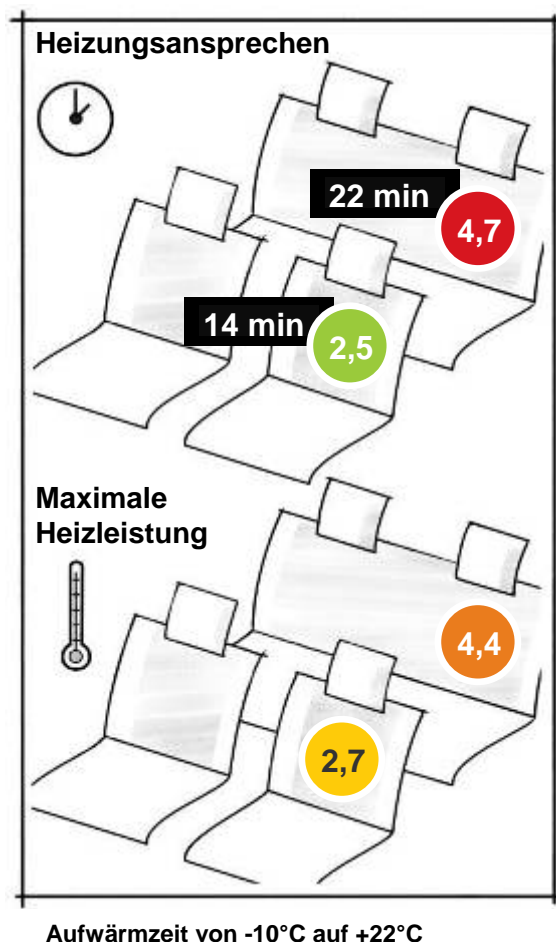 Heizungsansprechen
22 min
4,7
14 min
2,5
Maximale
Heizleistung
4,4
2,7
Aufwärmzeit von -10°C auf +22°C